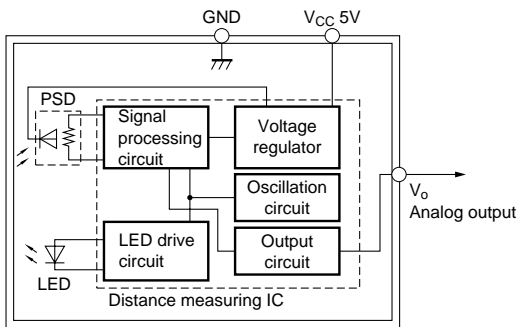 GND
VCC 5V
PSD
Signal
processing
circuit
Voltage
regulator
Oscillation
circuit
Vo
Analog output
LED drive
circuit
Output
circuit
LED
Distance measuring IC